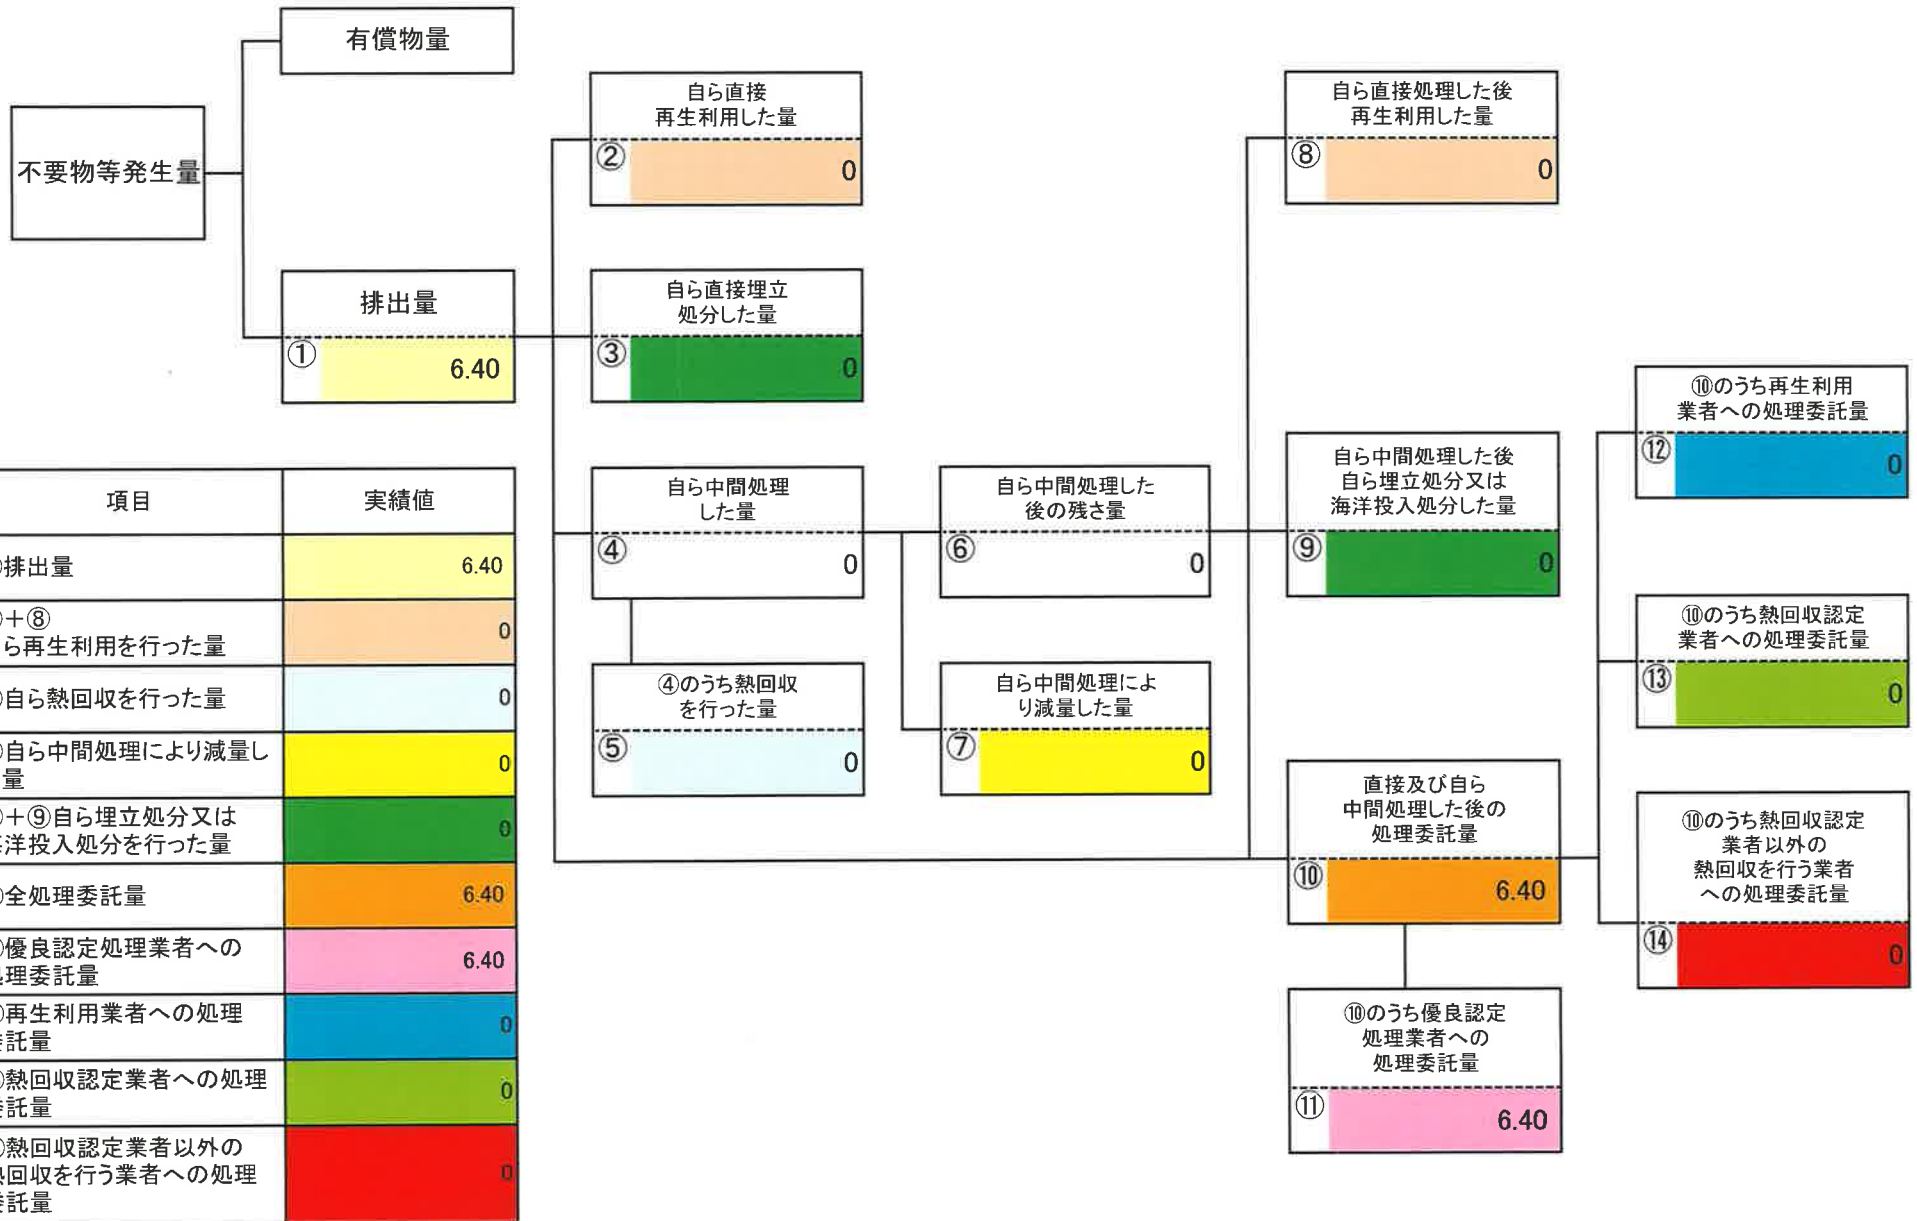 有償物量
不要物等発生量
排出量
①
6.40
自ら直接
再生利用した量
②
0
自ら直接埋立
処分した量
③
0
自ら中間処理
した量
④
0
④のうち熱回収
を行った量
⑤
0
自ら中間処理した
後の残さ量
⑥
0
自ら中間処理によ
り減量した量
⑦
0
自ら直接処理した後
再生利用した量
⑧
0
自ら中間処理した後
自ら埋立処分又は
海洋投入処分した量
⑨
0
直接及び自ら
中間処理した後の
処理委託量
⑩
6.40
⑩のうち優良認定
処理業者への
処理委託量
⑪
6.40
⑩のうち再生利用
業者への処理委託量
⑫
0
⑩のうち熱回収認定
業者への処理委託量
⑬
0
⑩のうち熱回収認定
業者以外の
熱回収を行う業者
への処理委託量
⑭
0
項目 実績値
排出量 6.40
+⑧
ら再生利用を行った量 0
自ら熱回収を行った量 0
自ら中間処理により減量し
量 0
+⑨自ら埋立処分又は
洋投入処分を行った量 0
全処理委託量 6.40
優良認定処理業者への
理委託量 6.40
再生利用業者への処理
託量 0
熱回収認定業者への処理
託量 0
熱回収認定業者以外の
回収を行う業者への処理
託量 0